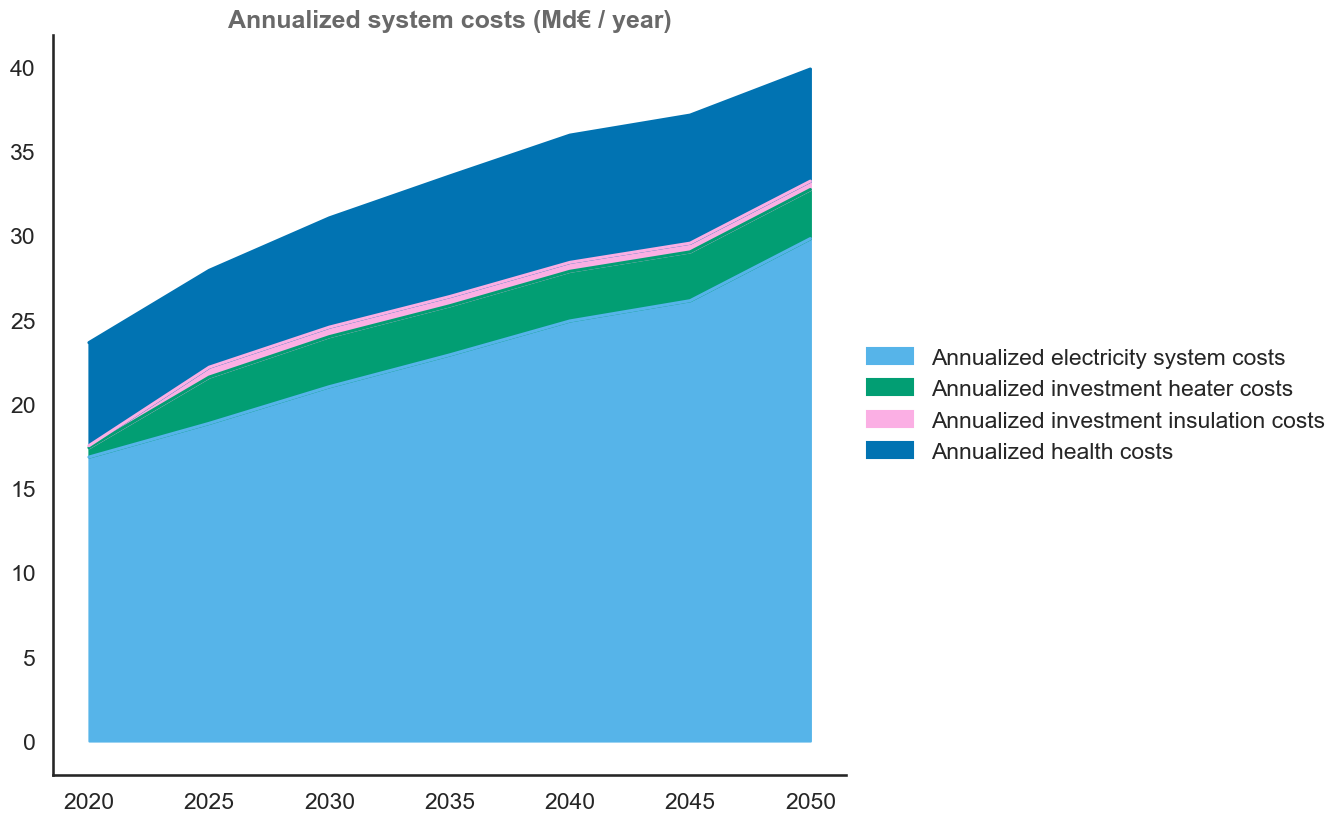 Annualized system costs (Md€ / year)
40
35
30
25
20
15
10
5
0
2020 2025 2030 2035 2040 2045 2050
Annualized electricity system costs
Annualized investment heater costs
Annualized investment insulation costs
Annualized health costs